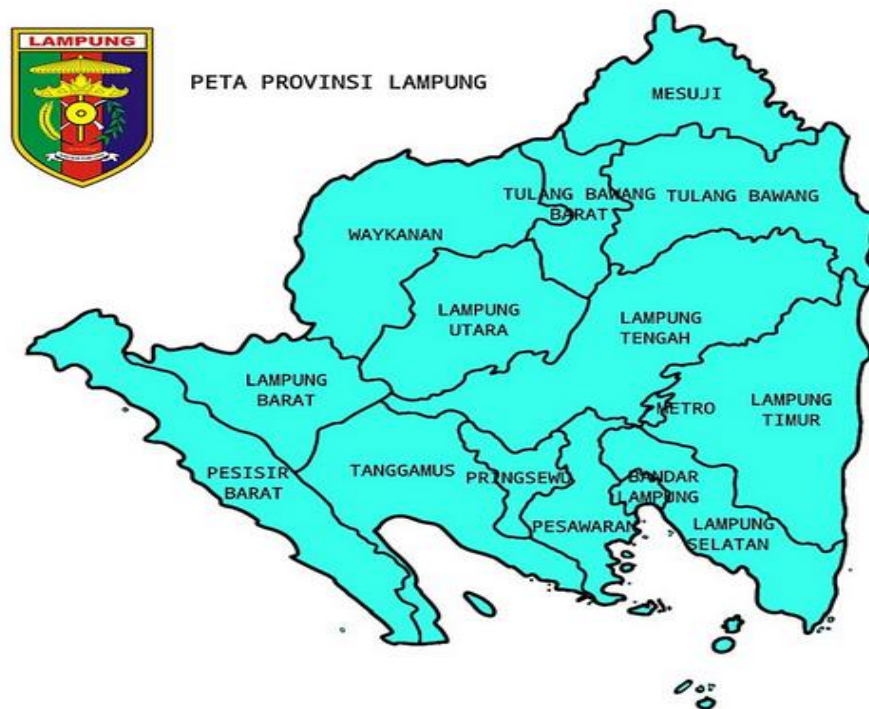 LAMPUNG
PETA PROVINSI LAMPUNG
MESUJI
TULANG BAWANG
BARAT
TULANG BAWANG
WAYKANAN
LAMPUNG
UTARA
LAMPUNG
TENGAH
LAMPUNG
BARAT
METRO
LAMPUNG
TIMUR
PESISIR
BARAT
TANGGAMUS
PRINGSEWU
BANDAR
LAMPUNG
PESAWARAN
LAMPUNG
SELATAN